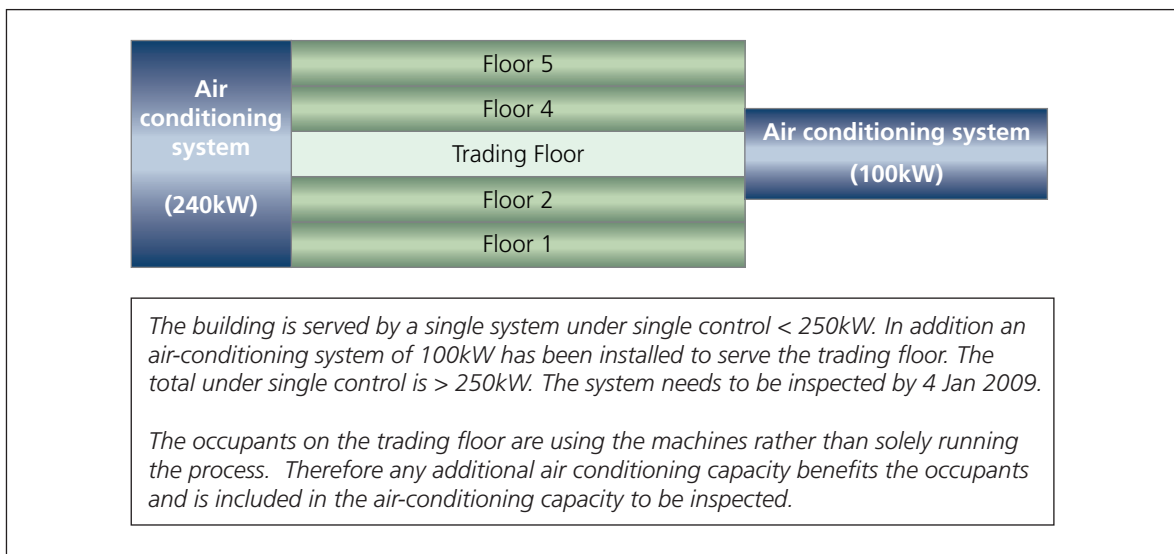 Air
conditioning
system
(240kW)
Floor 5
Floor 4
Trading Floor
Floor 2
Floor 1
Air conditioning system
(100kW)
The building is served by a single system under single control < 250kW. In addition an
air-conditioning system of 100kW has been installed to serve the trading floor. The
total under single control is > 250kW. The system needs to be inspected by 4 Jan 2009.
The occupants on the trading floor are using the machines rather than solely running
the process.  Therefore any additional air conditioning capacity benefits the occupants
and is included in the air-conditioning capacity to be inspected.